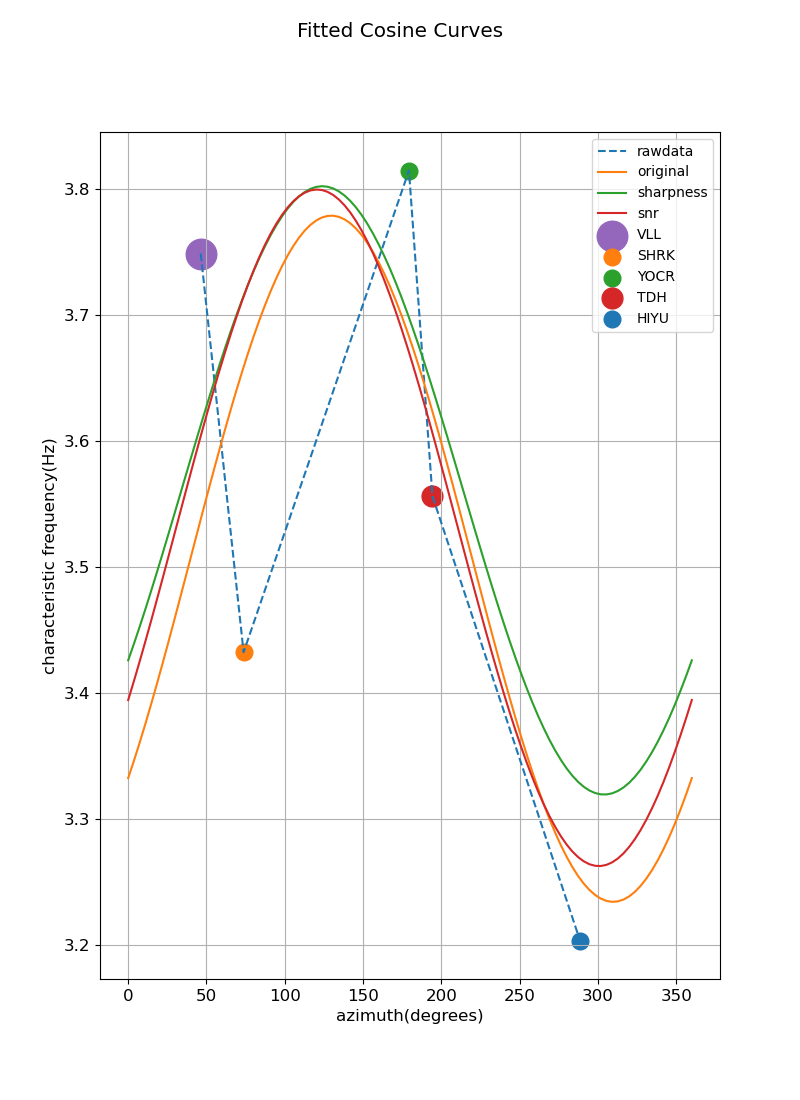 Fitted Cosine Curves
rawdata
original
sharpness
snr
VLL
SHRK
YOCR
TDH
HIYU
3.8
3.7
3.6
3.5
3.4
3.3
3.2
characteristic frequency(Hz)
0 50 100 150 200 250 300 350
azimuth(degrees)